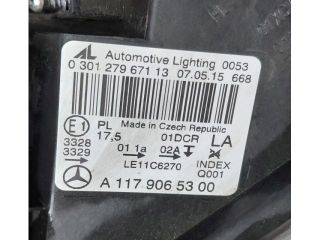 AL Automotive Lighting 0053
0 301 279 671 13 07.05.15 668
E1 PL Made in Czech Republic
17,5 01DCR LA
3328 01 1a 02A
3329 LE11C6270 INDEX
Q001
A 117 906 53 00